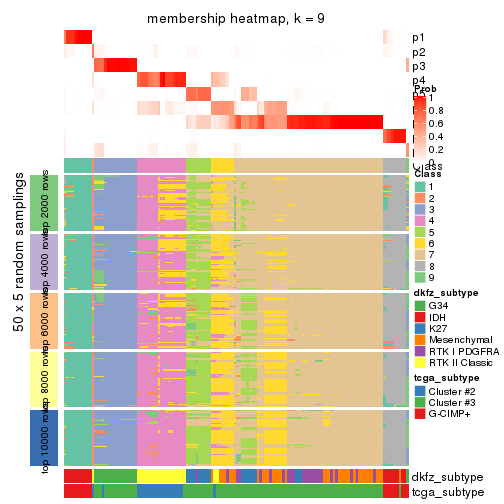 membership heatmap, k = 9
p1
p2
p3
p4
Prob
1
0.8
0.6
0.4
0.2
0
Class
Class
1
2
3
4
5
6
7
8
9
50 x 5 random samplings
top 2000 rows
top 4000 rows
top 6000 rows
top 8000 rows
top 10000 rows
dkfz_subtype
G34
IDH
K27
Mesenchymal
RTK I PDGFRA
RTK II Classic
tcga_subtype
Cluster #2
Cluster #3
G-CIMP+
dkfz_subtype
tcga_subtype